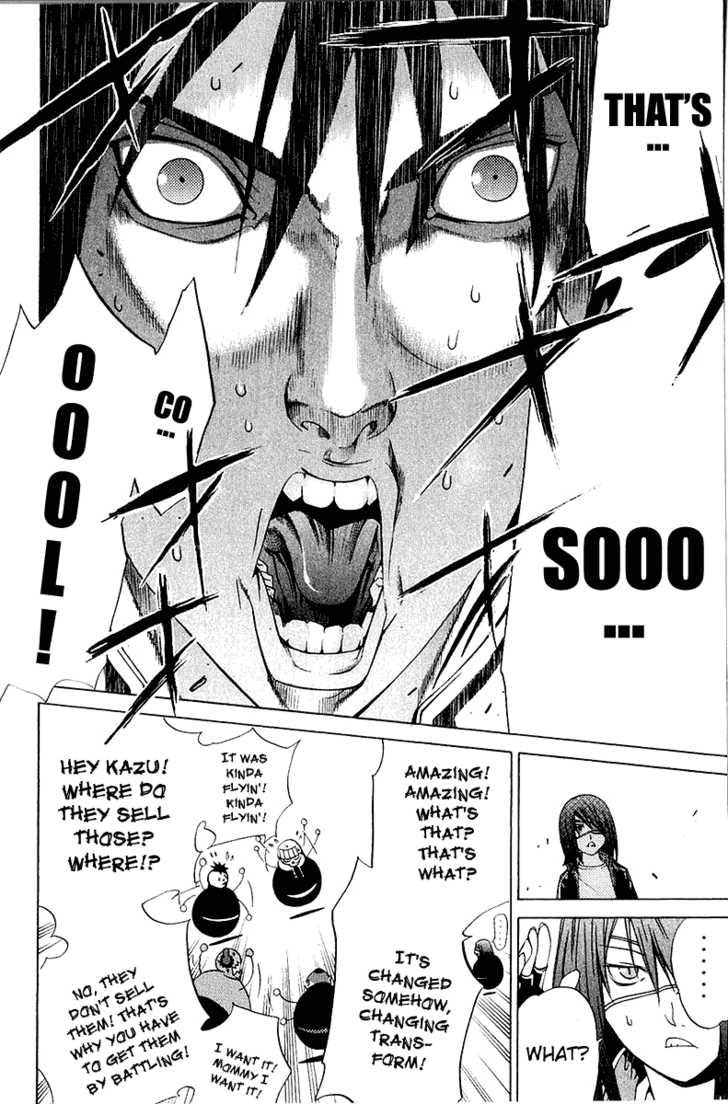 THAT'S
...
SOOO
...
CO
...
OOOL!
WHAT?
AMAZING!
AMAZING!
WHAT'S
THAT?
THAT'S
WHAT?
IT'S
CHANGED
SOMEHOW,
CHANGING
TRANS-
FORM!
IT WAS
KINDA
FLYIN'!
KINDA
FLYIN'!
HEY KAZU!
WHERE DO
THEY SELL
THOSE?
WHERE!?
I WANT IT!
MOMMY I
WANT IT!
NO, THEY
DON'T SELL
THEM! THAT'S
WHY YOU HAVE
TO GET THEM
BY BATTLING!